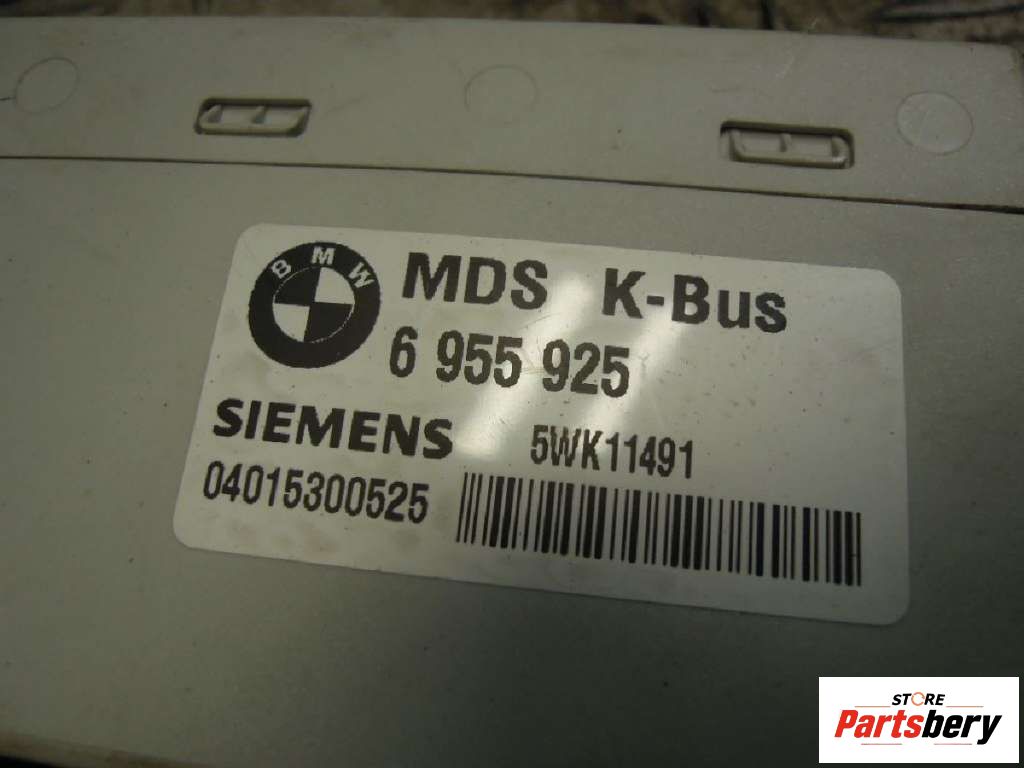 BMW
MDS K-Bus
6 955 925
SIEMENS 5WK11491
04015300525
STORE
Partsbery